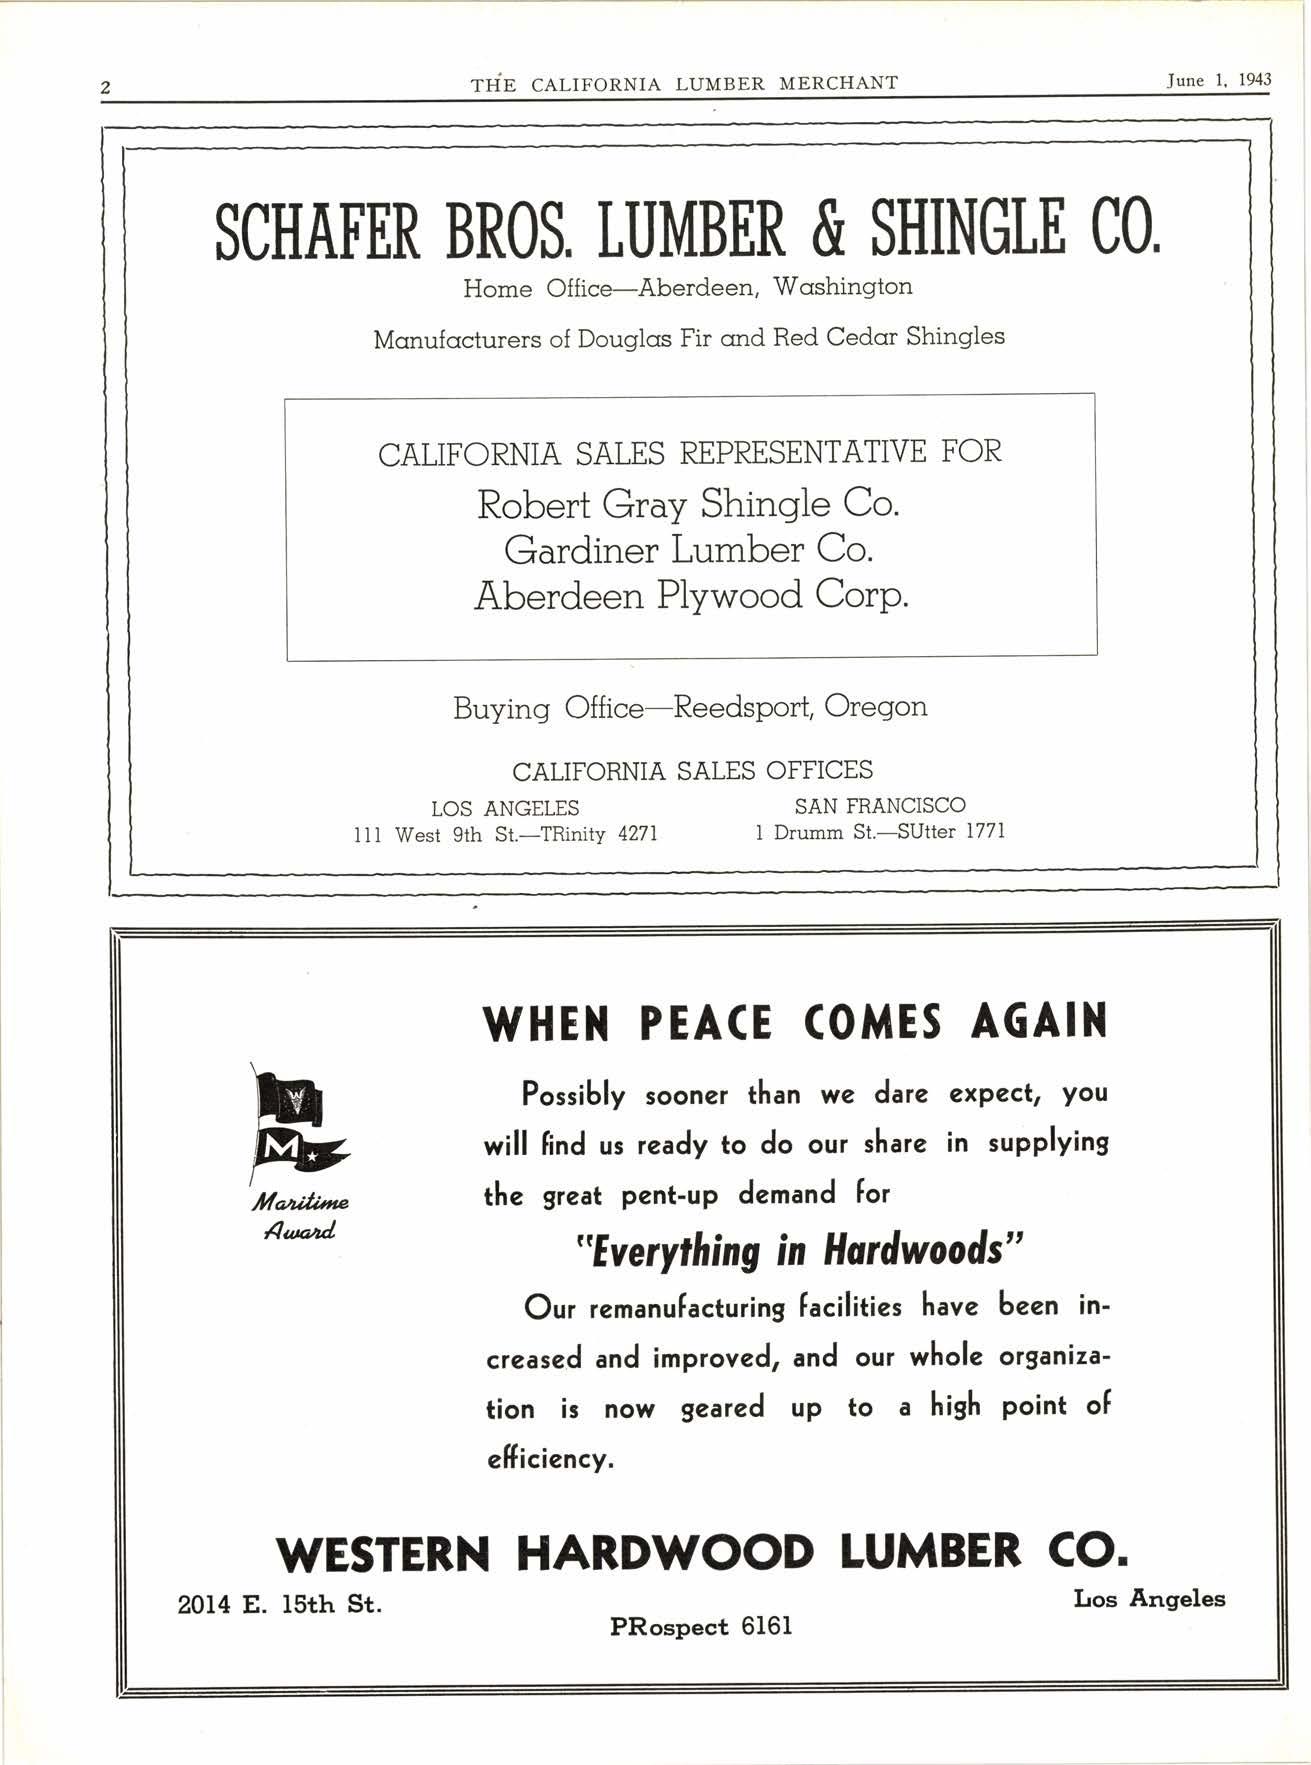 2 THE CALIFORNIA LUMBER MERCHANT June 1, 1943
SCHAFER BROS. LUMBER & SHINGLE CO.
Home Office—Aberdeen, Washington
Manufacturers of Douglas Fir and Red Cedar Shingles
CALIFORNIA SALES REPRESENTATIVE FOR
Robert Gray Shingle Co.
Gardiner Lumber Co.
Aberdeen Plywood Corp.
Buying Office—Reedsport, Oregon
CALIFORNIA SALES OFFICES
LOS ANGELES SAN FRANCISCO
111 West 9th St.—TRinity 4271 1 Drumm St.—SUtter 1771
WHEN PEACE COMES AGAIN
Possibly sooner than we dare expect, you
will find us ready to do our share in supplying
the great pent-up demand for
"Everything in Hardwoods"
Our remanufacturing facilities have been in-
creased and improved, and our whole organiza-
tion is now geared up to a high point of
efficiency.
M
Maritime
Award
WESTERN HARDWOOD LUMBER CO.
2014 E. 15th St. Los Angeles
PRospect 6161